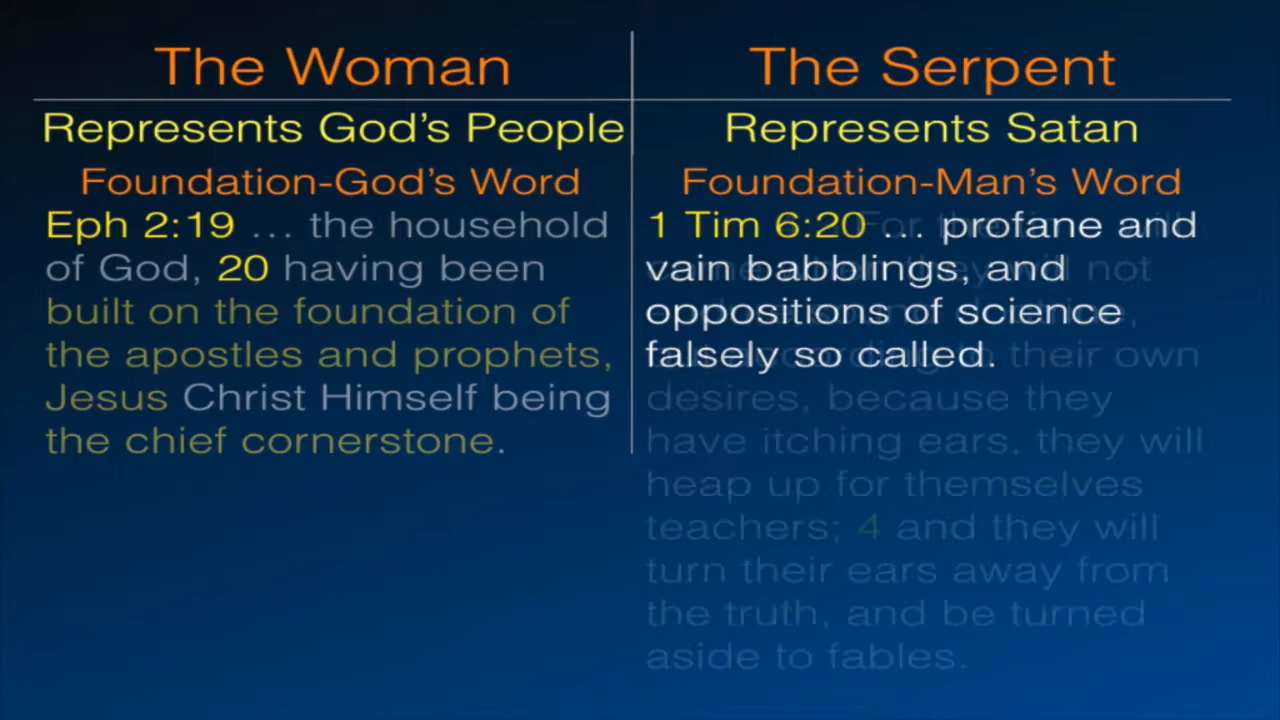 The Woman
Represents God's People
Foundation-God's Word
Eph 2:19 ... the household
of God, 20 having been
built on the foundation of
the apostles and prophets,
Jesus Christ Himself being
the chief cornerstone.
The Serpent
Represents Satan
Foundation-Man's Word
1 Tim 6:20 ... profane and
vain babblings, and
oppositions of science
falsely so called.
not
their own
desires, because they
have itching ears, they will
heap up for themselves
teachers; 4 and they will
turn their ears away from
the truth, and be turned
aside to fables.